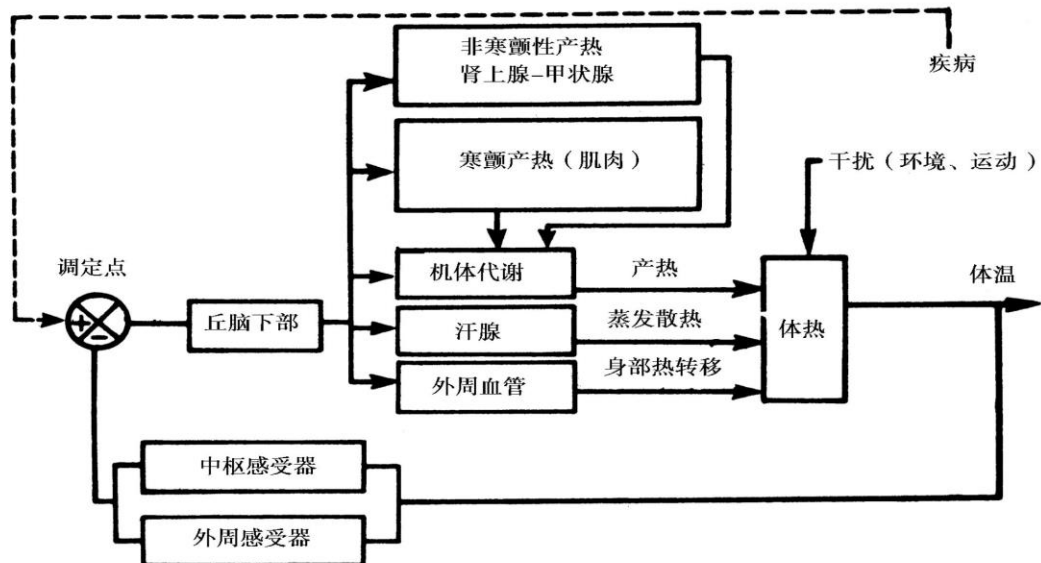 非寒颤性产热
肾上腺-甲状腺
疾病
寒颤产热（肌肉）
干扰（环境、运动）
调定点
机体代谢
产热
体温
丘脑下部
汗腺
蒸发散热
体热
外周血管
身部热转移
中枢感受器
外周感受器